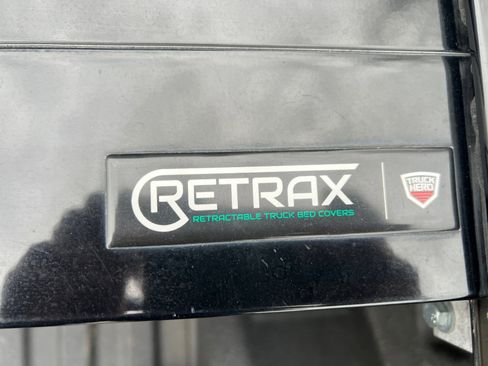 RETRAX
RETRACTABLE TRUCK BED COVERS
TRUCK
HERO